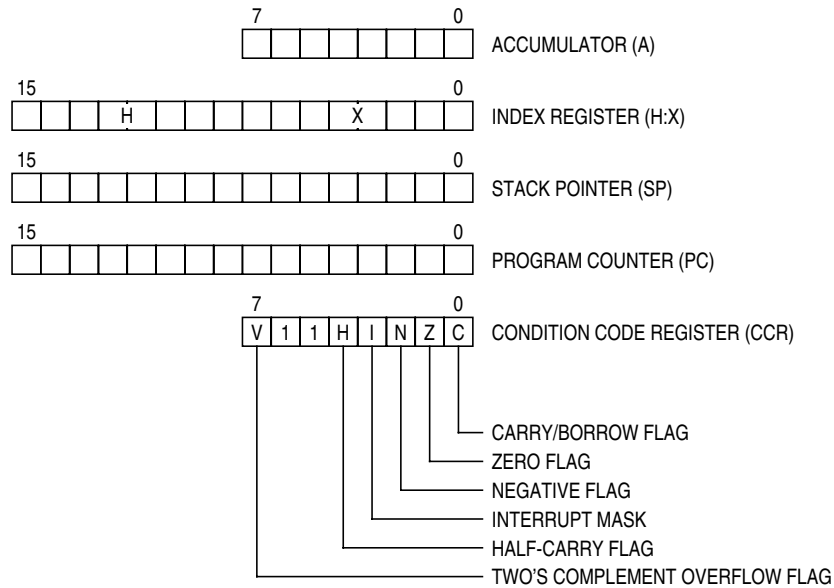 7 0
ACCUMULATOR (A)
15 0
H X INDEX REGISTER (H:X)
15 0
STACK POINTER (SP)
15 0
PROGRAM COUNTER (PC)
7 0
V 1 1 H I N Z C CONDITION CODE REGISTER (CCR)
CARRY/BORROW FLAG
ZERO FLAG
NEGATIVE FLAG
INTERRUPT MASK
HALF-CARRY FLAG
TWO'S COMPLEMENT OVERFLOW FLAG